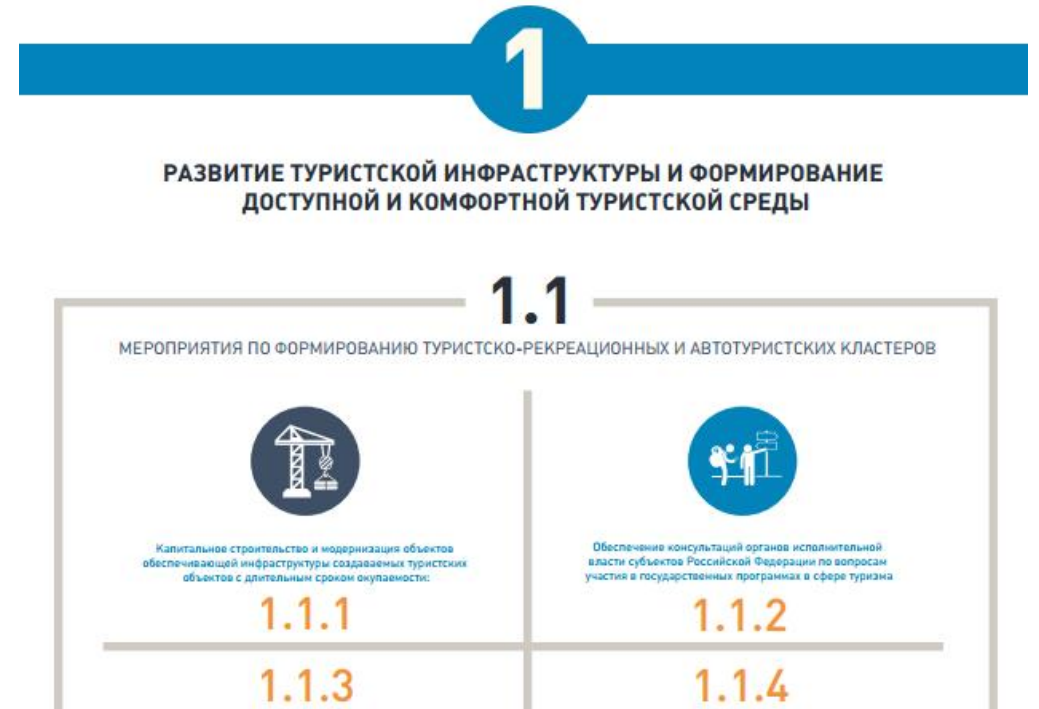 1
РАЗВИТИЕ ТУРИСТСКОЙ ИНФРАСТРУКТУРЫ И ФОРМИРОВАНИЕ
ДОСТУПНОЙ И КОМФОРТНОЙ ТУРИСТСКОЙ СРЕДЫ
1.1
МЕРОПРИЯТИЯ ПО ФОРМИРОВАНИЮ ТУРИСТСКО-РЕКРЕАЦИОННЫХ И АВТОТУРИСТСКИХ КЛАСТЕРОВ
Капитальное строительство и модернизация объектов
обеспечивающей инфраструктуры создаваемых туристских
объектов с длительным сроком окупаемости:
1.1.1
Обеспечение консультаций органов исполнительной
власти субъектов Российской Федерации по вопросам
участия в государственных программах в сфере туризма
1.1.2
1.1.3
1.1.4